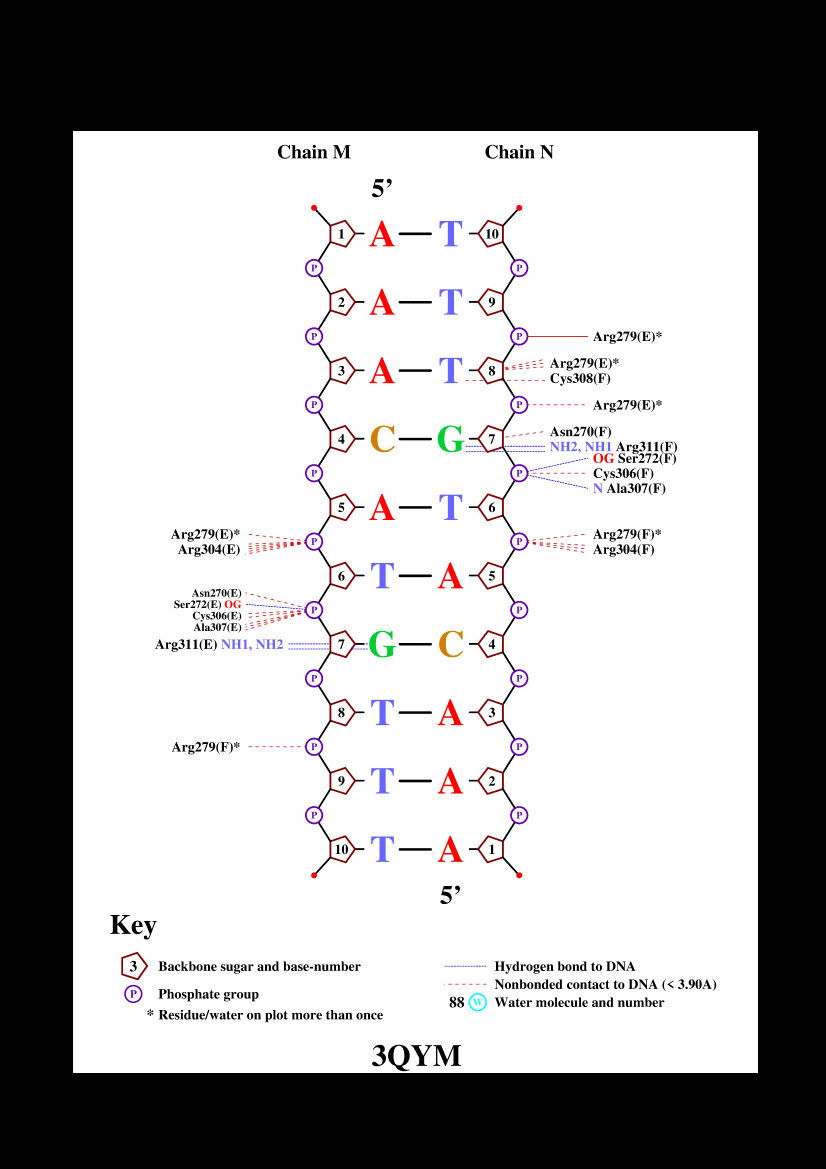 Chain M Chain N
5’
1 A T 10
P P
2 A T 9
P P Arg279(E)*
3 A T 8 Arg279(E)*
Cys308(F)
P P Arg279(E)*
Asn270(F)
4 C G 7 NH2, NH1 Arg311(F)
OG Ser272(F)
P P Cys306(F)
N Ala307(F)
5 A T 6
Arg279(E)* P P Arg279(F)*
Arg304(E) Arg304(F)
6 T A 5
Asn270(E)
Ser272(E) OG P P
Cys306(E)
Ala307(E)
Arg311(E) NH1, NH2 7 G C 4
P P
8 T A 3
Arg279(F)* P P
9 T A 2
P P
10 T A 1
5’
Key
3 Backbone sugar and base-number
P Phosphate group
* Residue/water on plot more than once
Hydrogen bond to DNA
Nonbonded contact to DNA (< 3.90A)
88 W Water molecule and number
3QYM